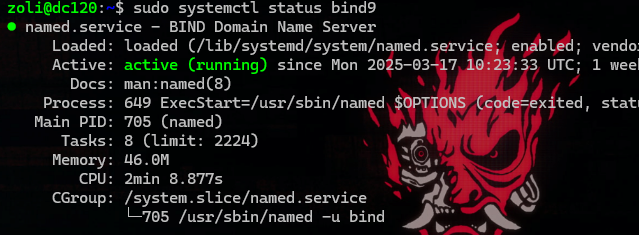 zoli@dc120:~$ sudo systemctl status bind9
● named.service - BIND Domain Name Server
Loaded: loaded (/lib/systemd/system/named.service; enabled; vendo
Active: active (running) since Mon 2025-03-17 10:23:33 UTC; 1 wee
Docs: man:named(8)
Process: 649 ExecStart=/usr/sbin/named $OPTIONS (code=exited, stat
Main PID: 705 (named)
Tasks: 8 (limit: 2224)
Memory: 46.0M
CPU: 2min 8.877s
CGroup: /system.slice/named.service
└─705 /usr/sbin/named -u bind